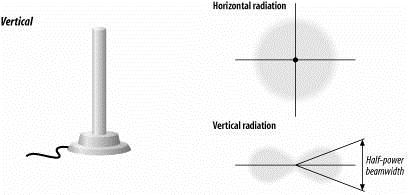 Horizontal radiation
Vertical
Vertical radiation
Half-power
beamwidth